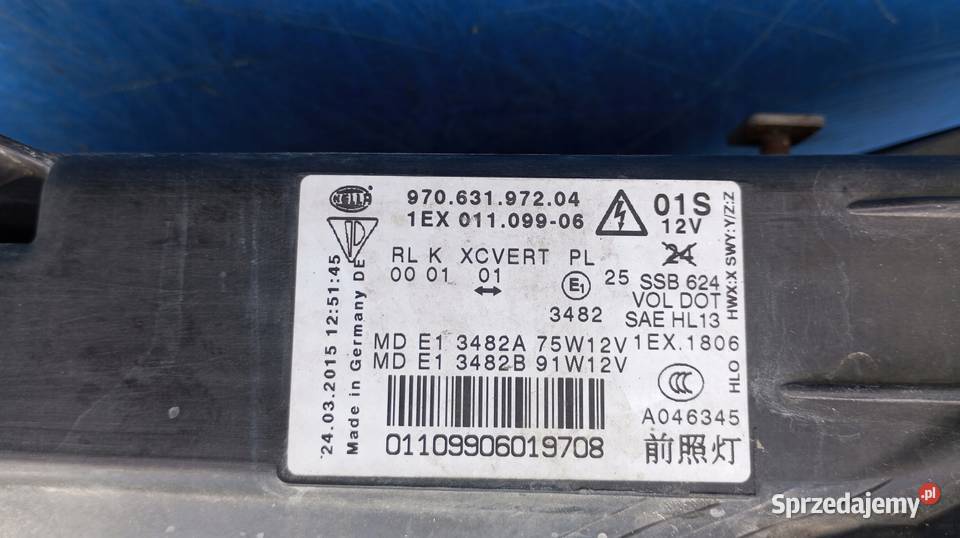 HELLA
970.631.972.04
1EX 011.099-06
01S
12V
24
RL K XCVERT PL
00 01 01
E1
25
3482
SSB 624
VOL DOT
SAE HL13
MD E1 3482A 75W12V
MD E1 3482B 91W12V
1EX.1806
01109906019708
CCC
A046345
前照灯
24.03.2015 12:51:45
Made in Germany DE
HWX:X SWY:Y/Z:Z
HLO
Sprzedajemy.pl